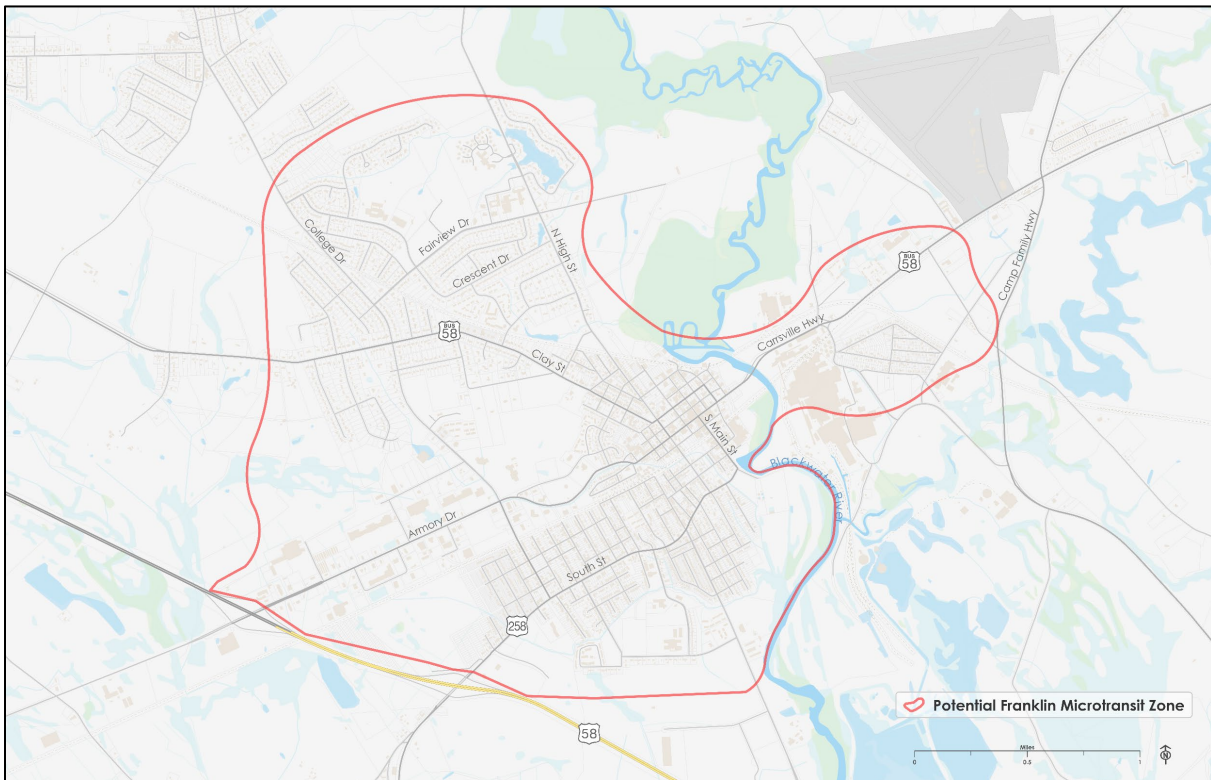 Camp Family Hwy
BUS
58
College Dr
Fairview Dr
N High St
Crescent Dr
BUS
58
Carrsville Hwy
Clay St
S Main St
Blackwater River
Armory Dr
South St
258
Potential Franklin Microtransit Zone
58
Miles
0
0.5
1
N